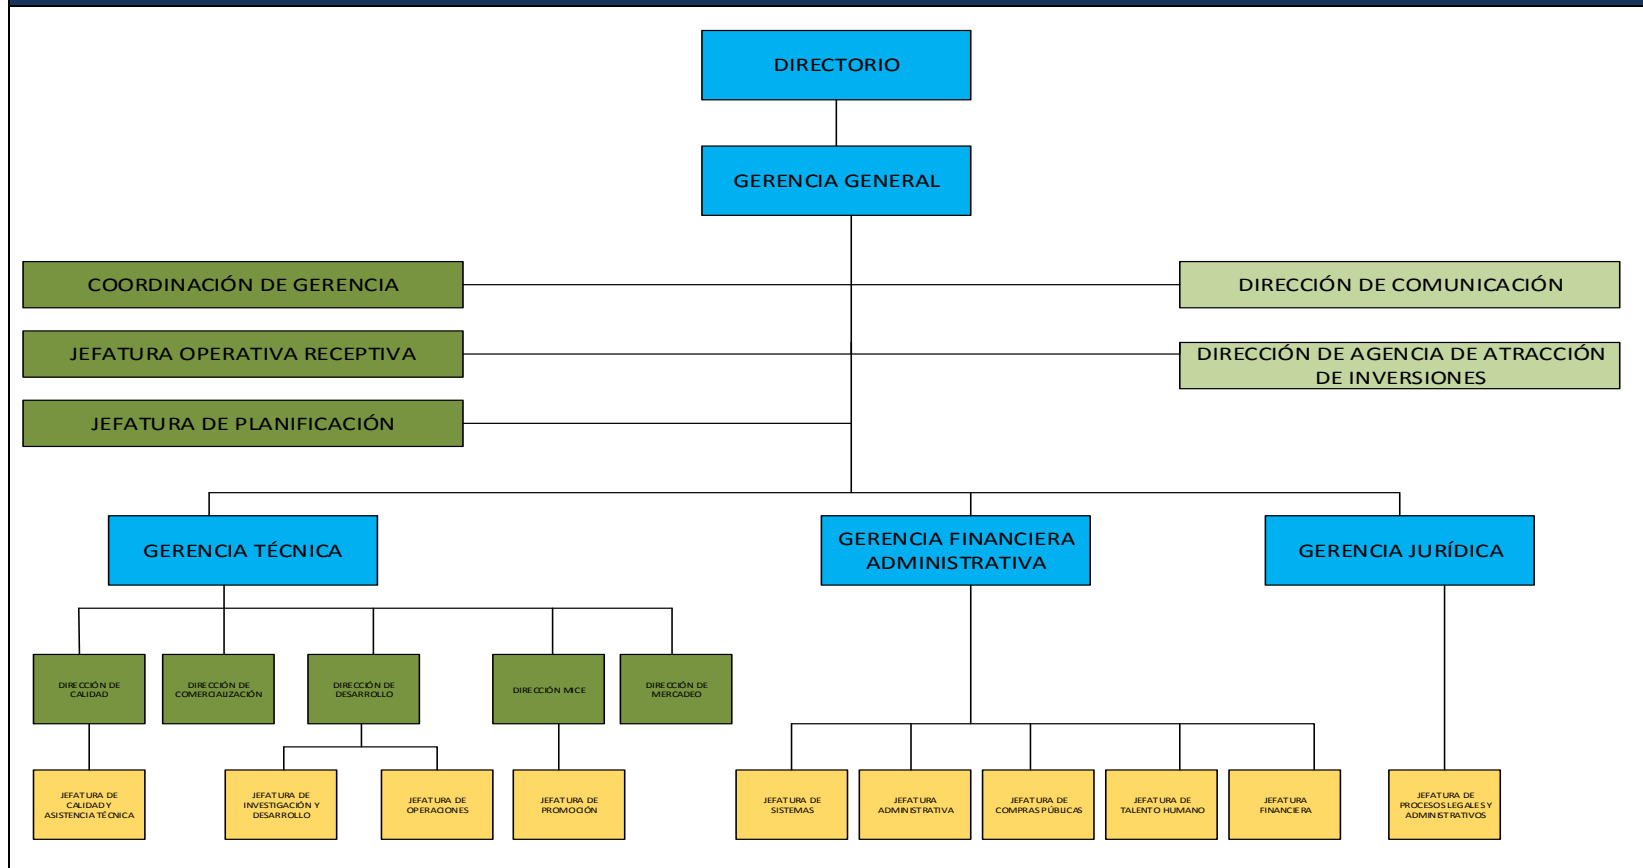 DIRECTORIO
GERENCIA GENERAL
COORDINACIÓN DE GERENCIA
DIRECCIÓN DE COMUNICACIÓN
JEFATURA OPERATIVA RECEPTIVA
DIRECCIÓN DE AGENCIA DE ATRACCIÓN
DE INVERSIONES
JEFATURA DE PLANIFICACIÓN
GERENCIA TÉCNICA
GERENCIA FINANCIERA
ADMINISTRATIVA
GERENCIA JURÍDICA
DIRECCIÓN DE
CALIDAD
DIRECCIÓN DE
COMERCIALIZACIÓN
DIRECCIÓN DE
DESARROLLO
DIRECCIÓN MICE
DIRECCIÓN DE
MERCADEO
JEFATURA DE
CALIDAD Y
ASISTENCIA TÉCNICA
JEFATURA DE
INVESTIGACIÓN Y
DESARROLLO
JEFATURA DE
OPERACIONES
JEFATURA DE
PROMOCIÓN
JEFATURA DE
SISTEMAS
JEFATURA
ADMINISTRATIVA
JEFATURA DE
COMPRAS PÚBLICAS
JEFATURA DE
TALENTO HUMANO
JEFATURA
FINANCIERA
JEFATURA DE
PROCESOS LEGALES Y
ADMINISTRATIVOS